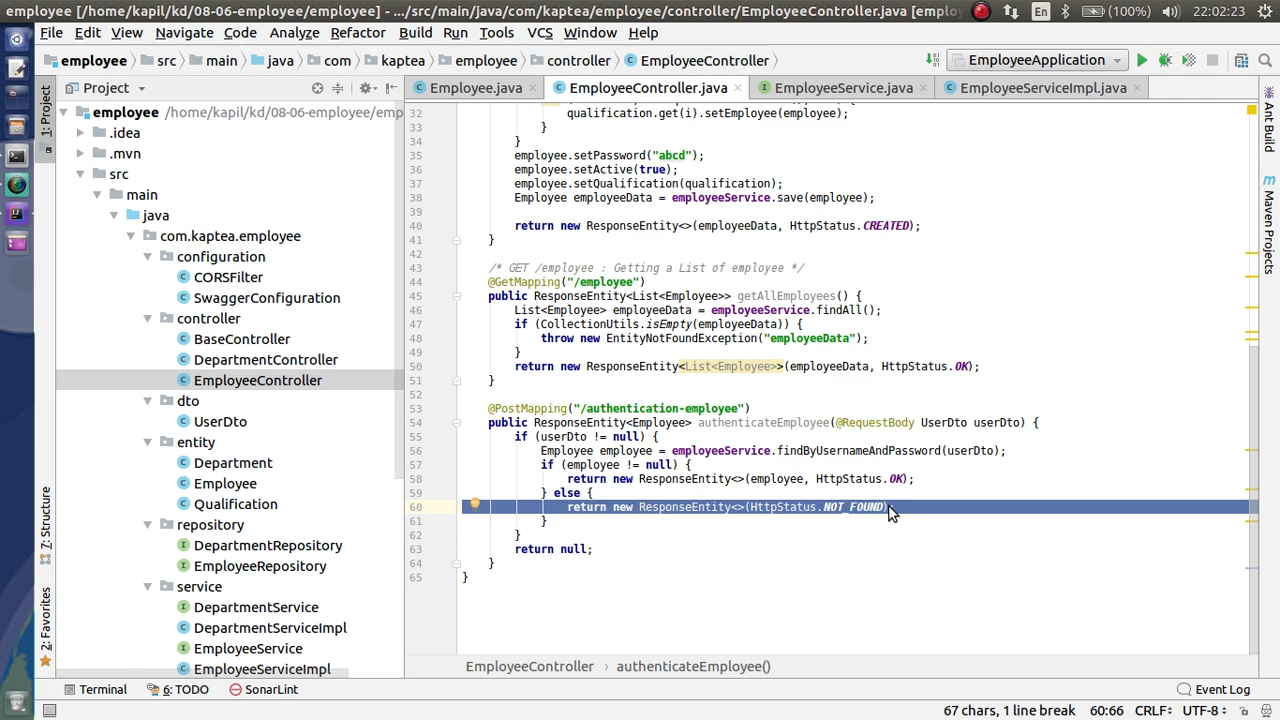 employee [/home/kapil/kd/08-06-employee/employee] - .../src/main/java/com/kaptea/employee/controller/EmployeeController.java [emplo
En
(100%)
22:02:23
File Edit View Navigate Code Analyze Refactor Build Run Tools VCS Window Help
employee src main java com kaptea employee controller EmployeeController
EmployeeApplication
Project
Employee.java
EmployeeController.java
EmployeeService.java
EmployeeServiceImpl.java
1: Project
7: Structure
2: Favorites
employee /home/kapil/kd/08-06-employee/emp
.idea
.mvn
src
main
java
com.kaptea.employee
configuration
CORSFilter
SwaggerConfiguration
controller
BaseController
DepartmentController
EmployeeController
dto
UserDto
entity
Department
Employee
Qualification
repository
DepartmentRepository
EmployeeRepository
service
DepartmentService
DepartmentServiceImpl
EmployeeService
EmployeeServiceImpl
32 qualification.get(i).setEmployee(employee);
33 }
34 }
35 employee.setPassword("abcd");
36 employee.setActive(true);
37 employee.setQualification(qualification);
38 Employee employeeData = employeeService.save(employee);
39
40 return new ResponseEntity<>(employeeData, HttpStatus.CREATED);
41 }
42
43 /* GET /employee : Getting a List of employee */
44 @GetMapping("/employee")
45 public ResponseEntity<List<Employee>> getAllEmployees() {
46 List<Employee> employeeData = employeeService.findAll();
47 if (CollectionUtils.isEmpty(employeeData)) {
48 throw new EntityNotFoundException("employeeData");
49 }
50 return new ResponseEntity<List<Employee>>(employeeData, HttpStatus.OK);
51 }
52
53 @PostMapping("/authentication-employee")
54 public ResponseEntity<Employee> authenticateEmployee(@RequestBody UserDto userDto) {
55 if (userDto != null) {
56 Employee employee = employeeService.findByUsernameAndPassword(userDto);
57 if (employee != null) {
58 return new ResponseEntity<>(employee, HttpStatus.OK);
59 } else {
60 return new ResponseEntity<>(HttpStatus.NOT_FOUND)
61 }
62 }
63 return null;
64 }
65 }
Ant Build
Maven Projects
EmployeeController authenticateEmployee()
Terminal
6: TODO
SonarLint
Event Log
67 chars, 1 line break 60:66 CRLF UTF-8